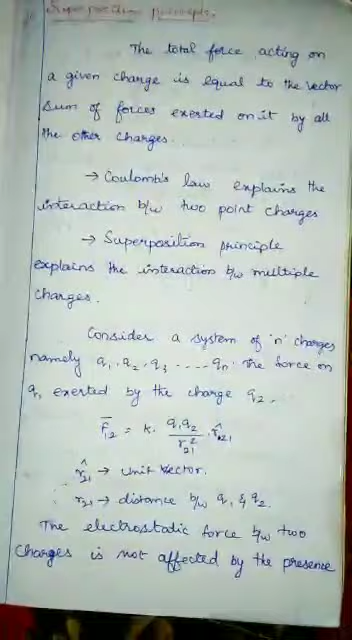 Superposition principle.
The total force acting on
a given charge is equal to the vector
sum of forces exerted on it by all
the other charges.
→ Coulomb's law explains the
interaction b/w two point charges
→ Superposition principle
explains the interaction b/w multiple
charges.
Consider a system of 'n' charges
namely q₁, q₂, q₃ ---- qₙ. The force on
q₁ exerted by the charge q₂.
F̄₁₂ = k. q₁q₂ / r₂₁² . r̂₂₁
r̂₂₁ → unit vector.
r₂₁ → distance b/w q₁ & q₂.
The electrostatic force b/w two
charges is not affected by the presence